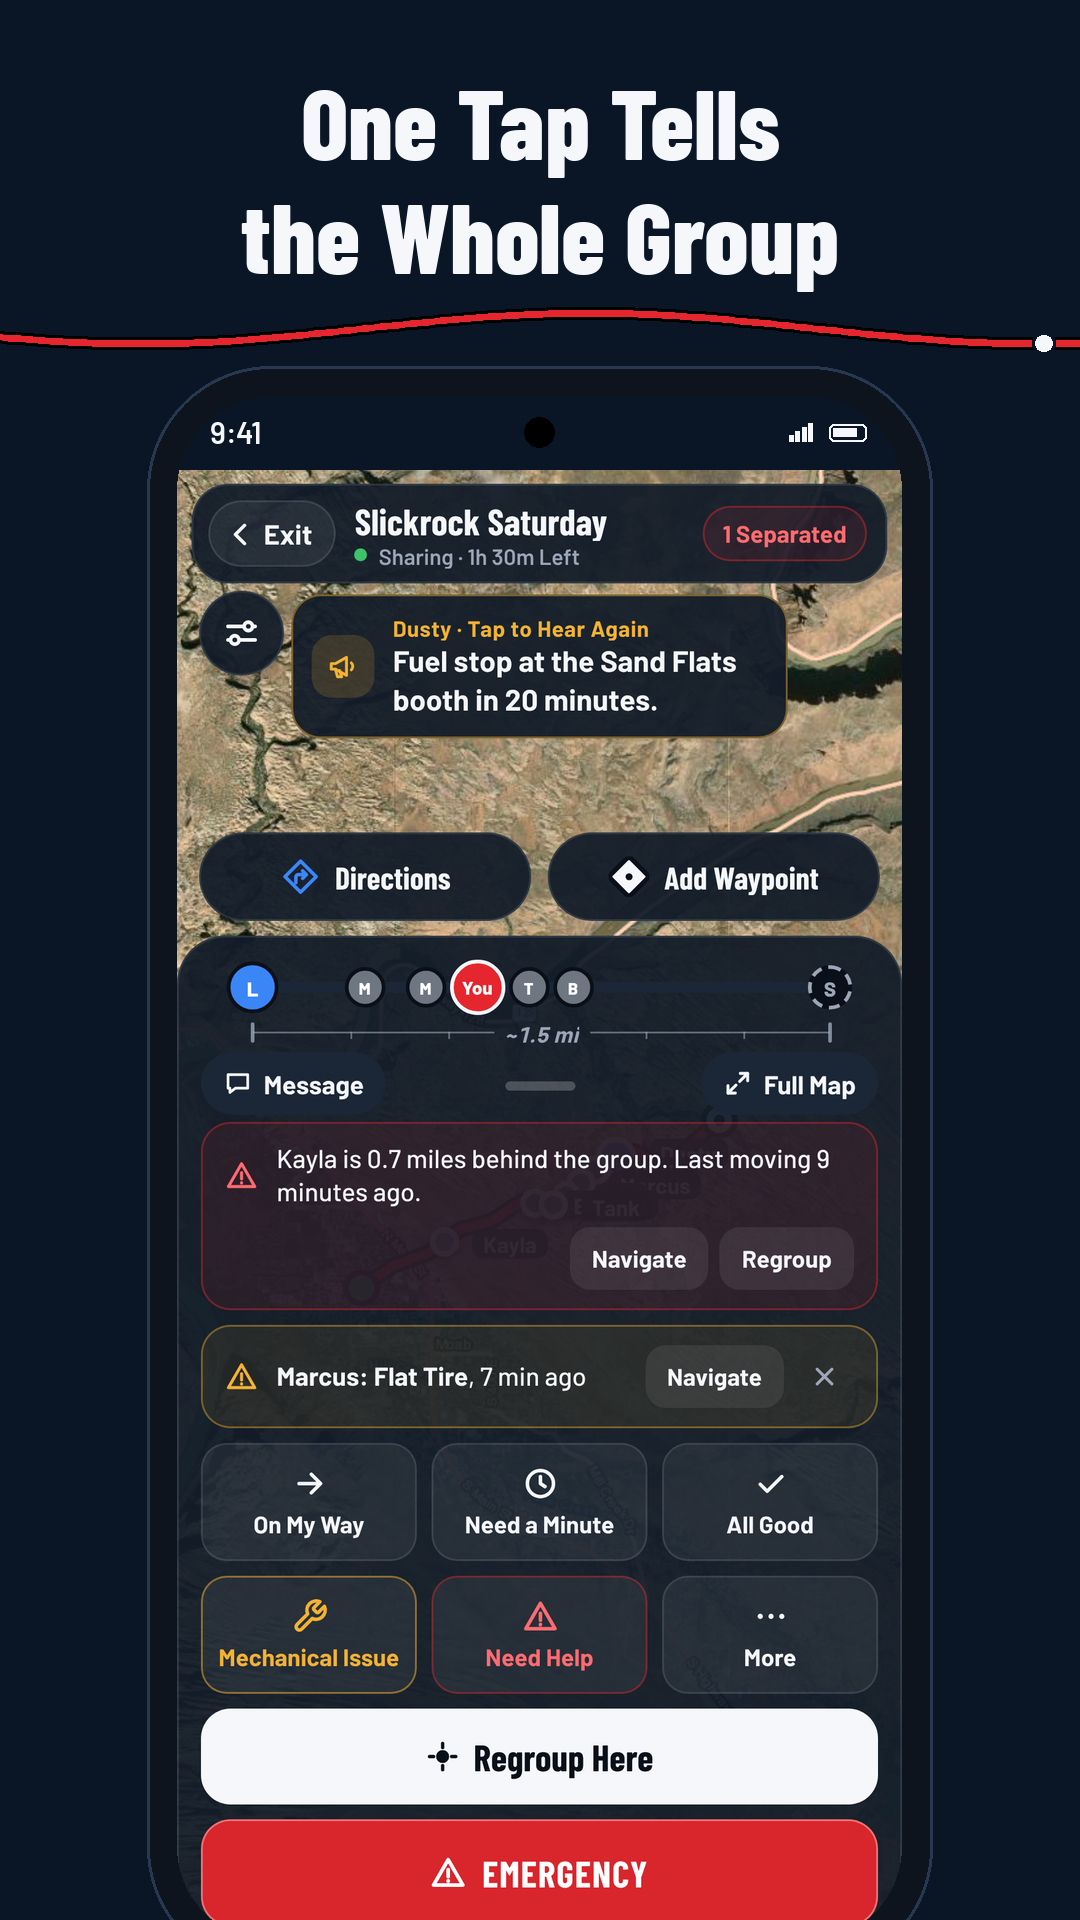 One Tap Tells
the Whole Group
9:41
Exit
Slickrock Saturday
Sharing · 1h 30m Left
1 Separated
Dusty · Tap to Hear Again
Fuel stop at the Sand Flats
booth in 20 minutes.
Directions
Add Waypoint
L
M
M
You
T
B
S
~1.5 mi
Message
Full Map
Kayla is 0.7 miles behind the group. Last moving 9
minutes ago.
Tank
Kayla
Navigate
Regroup
Moab
Marcus: Flat Tire, 7 min ago
Navigate
On My Way
Need a Minute
All Good
Mechanical Issue
Need Help
More
Regroup Here
EMERGENCY